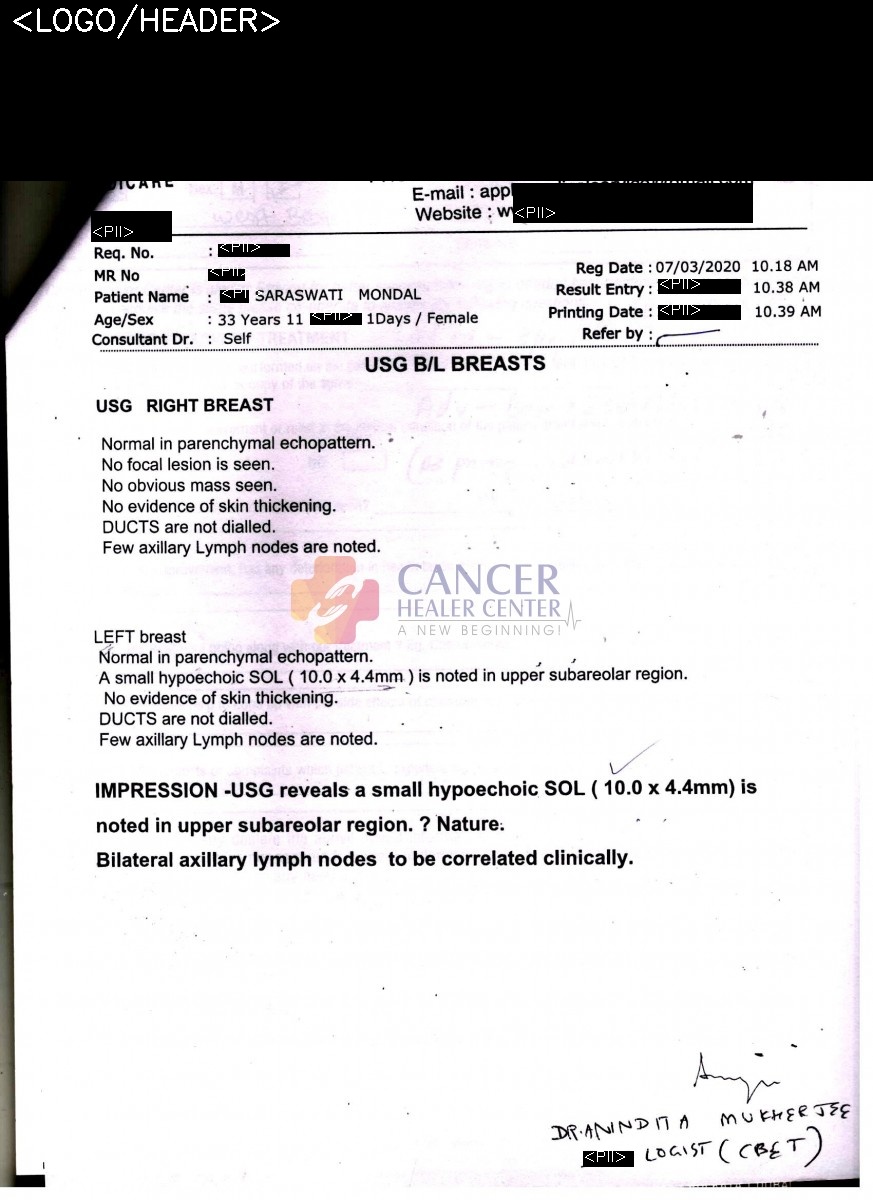 <LOGO/HEADER>
E-mail : app
Website : w<PII>
<PII>
Req. No. : <PII>
MR No <PII>
Patient Name : SARASWATI MONDAL
Age/Sex : 33 Years 11 <PII> 1Days / Female
Consultant Dr. : Self
Reg Date : 07/03/2020 10.18 AM
Result Entry : <PII> 10.38 AM
Printing Date : <PII> 10.39 AM
Refer by :
USG B/L BREASTS
USG RIGHT BREAST
Normal in parenchymal echopattern.
No focal lesion is seen.
No obvious mass seen.
No evidence of skin thickening.
DUCTS are not dialled.
Few axillary Lymph nodes are noted.
CANCER
HEALER CENTER
A NEW BEGINNING!
LEFT breast
Normal in parenchymal echopattern.
A small hypoechoic SOL ( 10.0 x 4.4mm ) is noted in upper subareolar region.
No evidence of skin thickening.
DUCTS are not dialled.
Few axillary Lymph nodes are noted.
IMPRESSION -USG reveals a small hypoechoic SOL ( 10.0 x 4.4mm) is
noted in upper subareolar region. ? Nature.
Bilateral axillary lymph nodes to be correlated clinically.
DR. ANINDITA MUKHERJEE
<PII> LOGIST ( CBET )